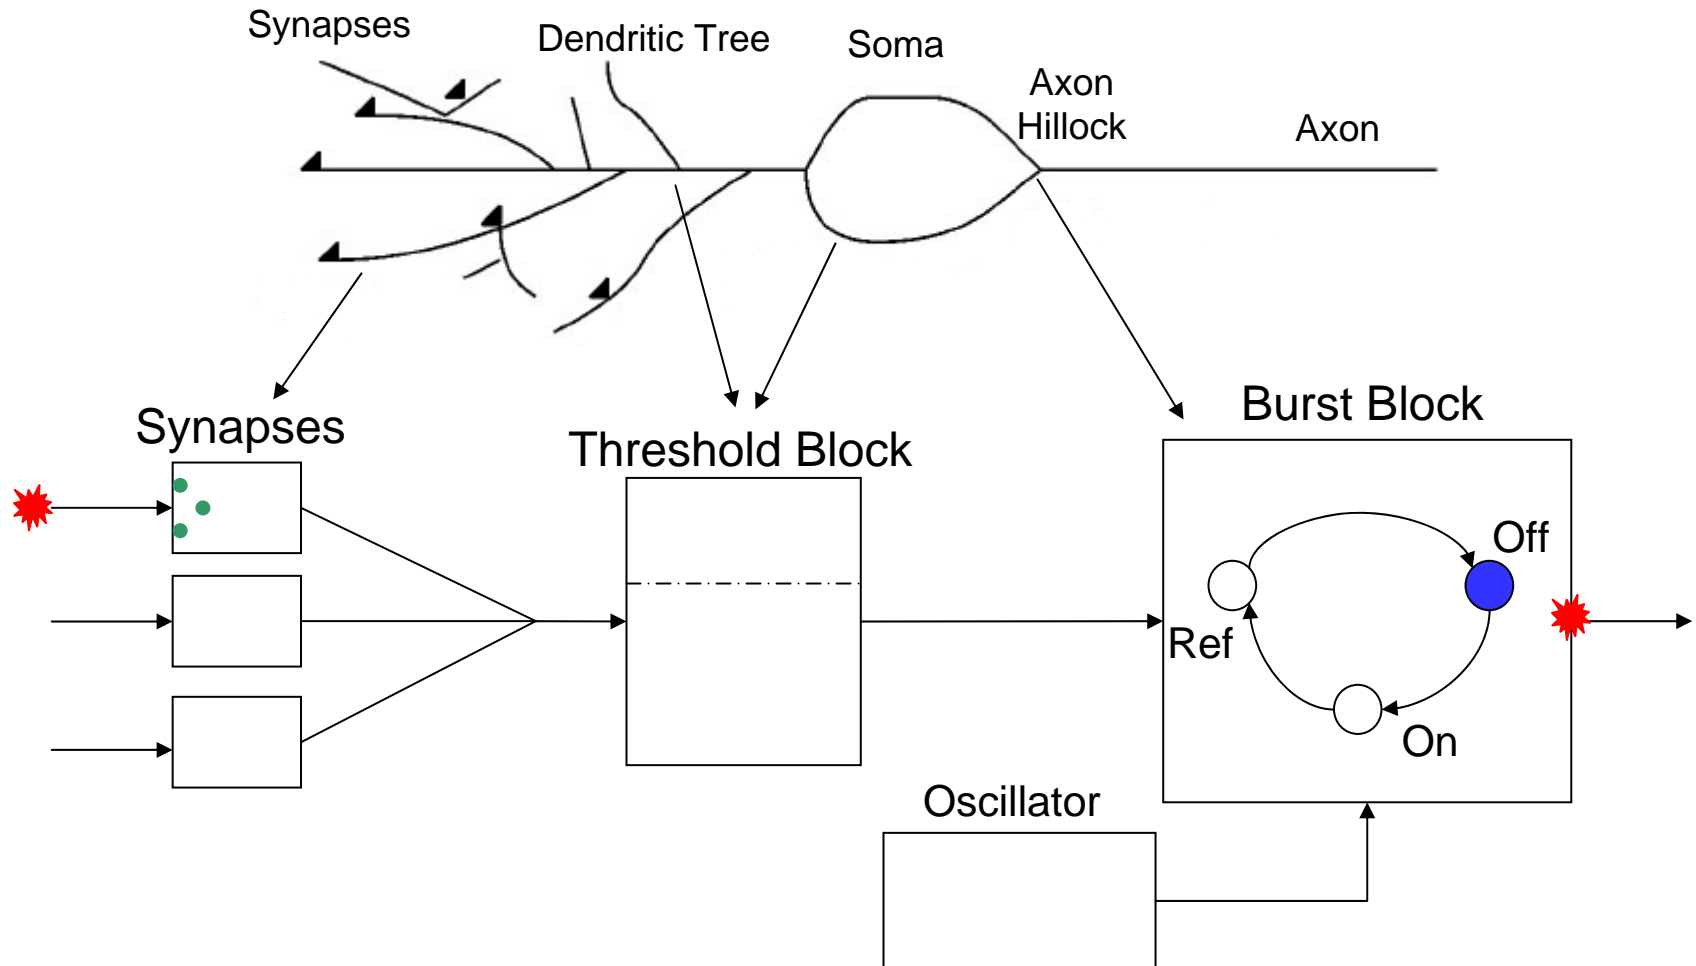 Synapses
Dendritic Tree
Soma
Axon
Hillock
Axon
Synapses
Threshold Block
Burst Block
Off
Ref
On
Oscillator